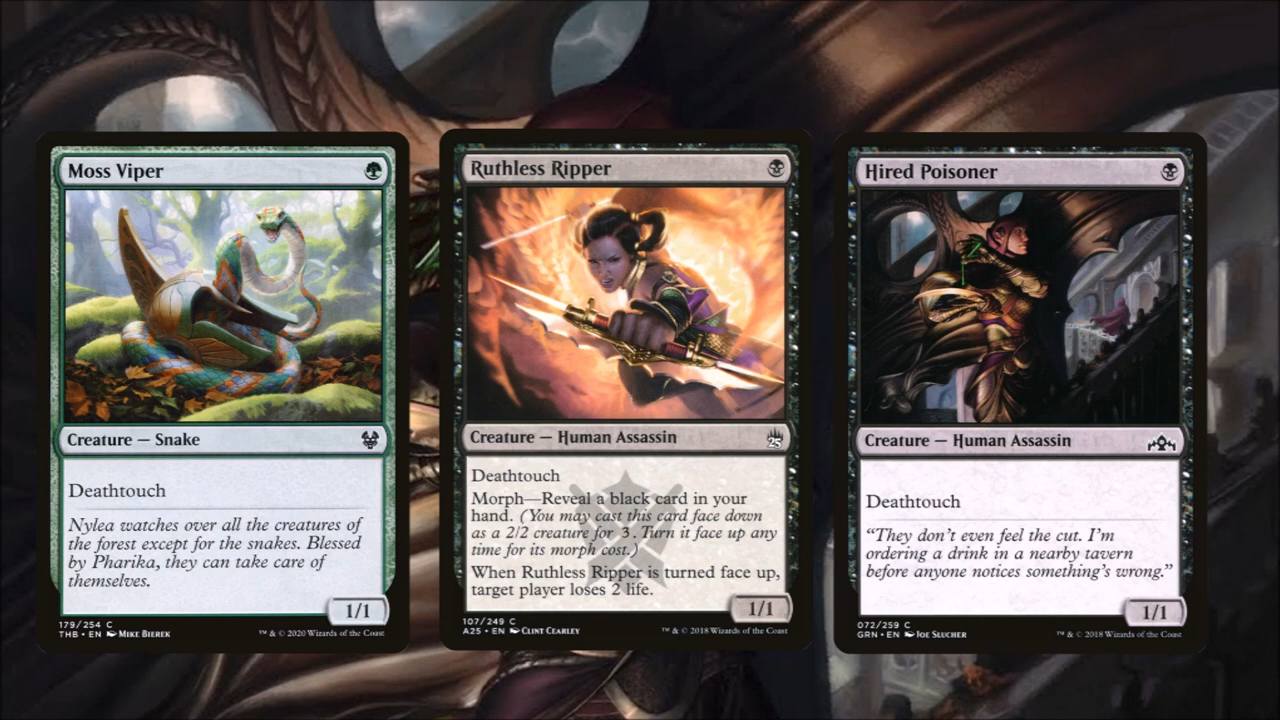 Moss Viper
Creature — Snake
Deathtouch
Nylea watches over all the creatures of
the forest except for the snakes. Blessed
by Pharika, they can take care of
themselves.
1/1
179/254 C
THB • EN MIKE BIEREK
™ & © 2020 Wizards of the Coast
Ruthless Ripper
Creature — Human Assassin
25
Deathtouch
Morph—Reveal a black card in your
hand. (You may cast this card face down
as a 2/2 creature for 3. Turn it face up any
time for its morph cost.)
When Ruthless Ripper is turned face up,
target player loses 2 life.
1/1
107/249 C
A25 • EN CLINT CEARLEY
™ & © 2018 Wizards of the Coast
Hired Poisoner
Creature — Human Assassin
Deathtouch
“They don’t even feel the cut. I’m
ordering a drink in a nearby tavern
before anyone notices something’s wrong.”
1/1
072/259 C
GRN • EN JOE SLUCHER
™ & © 2018 Wizards of the Coast